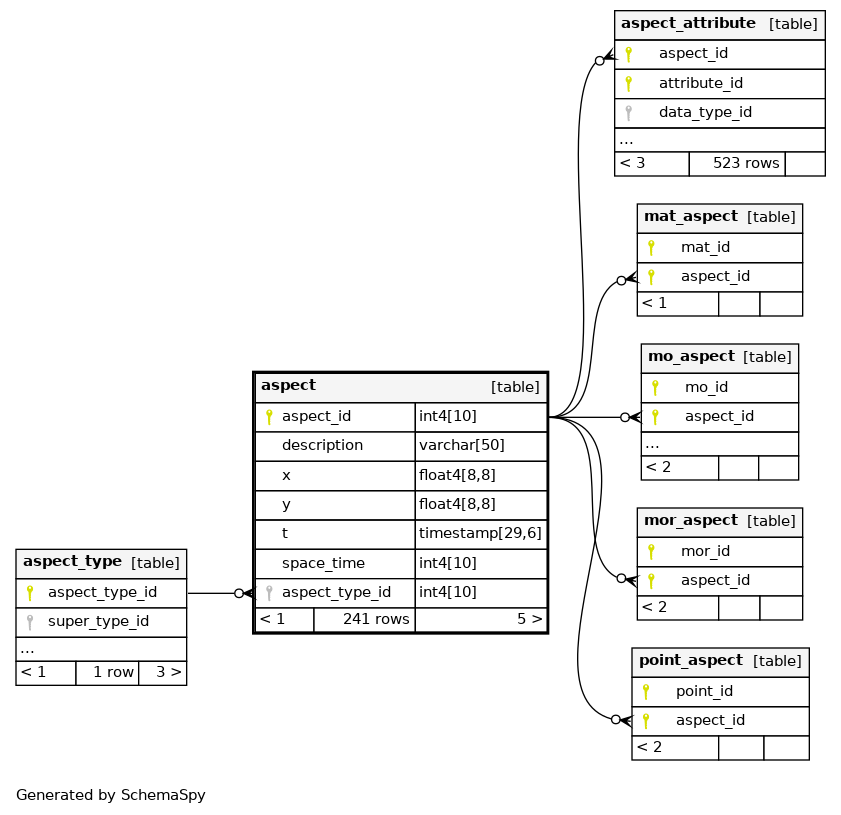 aspect_attribute [table]
aspect_id
attribute_id
data_type_id
...
< 3 523 rows
mat_aspect [table]
mat_id
aspect_id
< 1
mo_aspect [table]
mo_id
aspect_id
...
< 2
aspect [table]
aspect_id int4[10]
description varchar[50]
x float4[8,8]
y float4[8,8]
t timestamp[29,6]
space_time int4[10]
aspect_type_id int4[10]
< 1 241 rows 5 >
mor_aspect [table]
mor_id
aspect_id
< 2
aspect_type [table]
aspect_type_id
super_type_id
...
< 1 1 row 3 >
point_aspect [table]
point_id
aspect_id
< 2
Generated by SchemaSpy